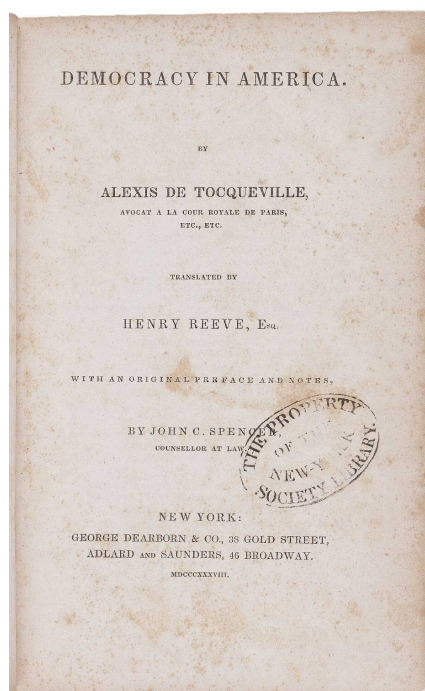 DEMOCRACY IN AMERICA.
BY
ALEXIS DE TOCQUEVILLE,
AVOCAT A LA COUR ROYALE DE PARIS,
ETC., ETC.
TRANSLATED BY
HENRY REEVE, Esq.
WITH AN ORIGINAL PREFACE AND NOTES,
BY JOHN C. SPENCER,
COUNSELLOR AT LAW.
THE PROPERTY
OF THE
NEW-YORK
SOCIETY LIBRARY.
NEW YORK:
GEORGE DEARBORN & CO., 38 GOLD STREET,
ADLARD AND SAUNDERS, 46 BROADWAY.
MDCCCXXXVIII.